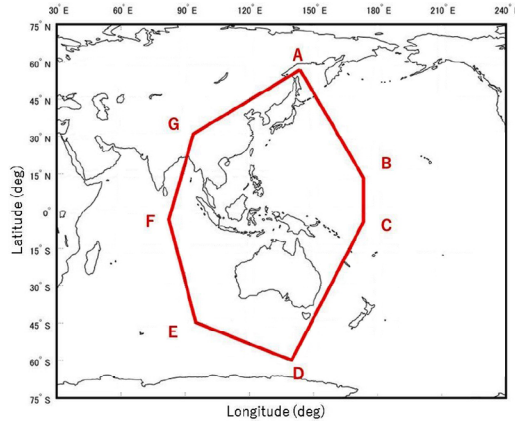 30° E 60° E 90° E 120° E 150° E 180° E 210° E 240°
75° N
60° N
45° N
30° N
15° N
0°
15° S
30° S
45° S
60° S
75° S
A
G
B
F
C
E
D
Latitude (deg)
Longitude (deg)